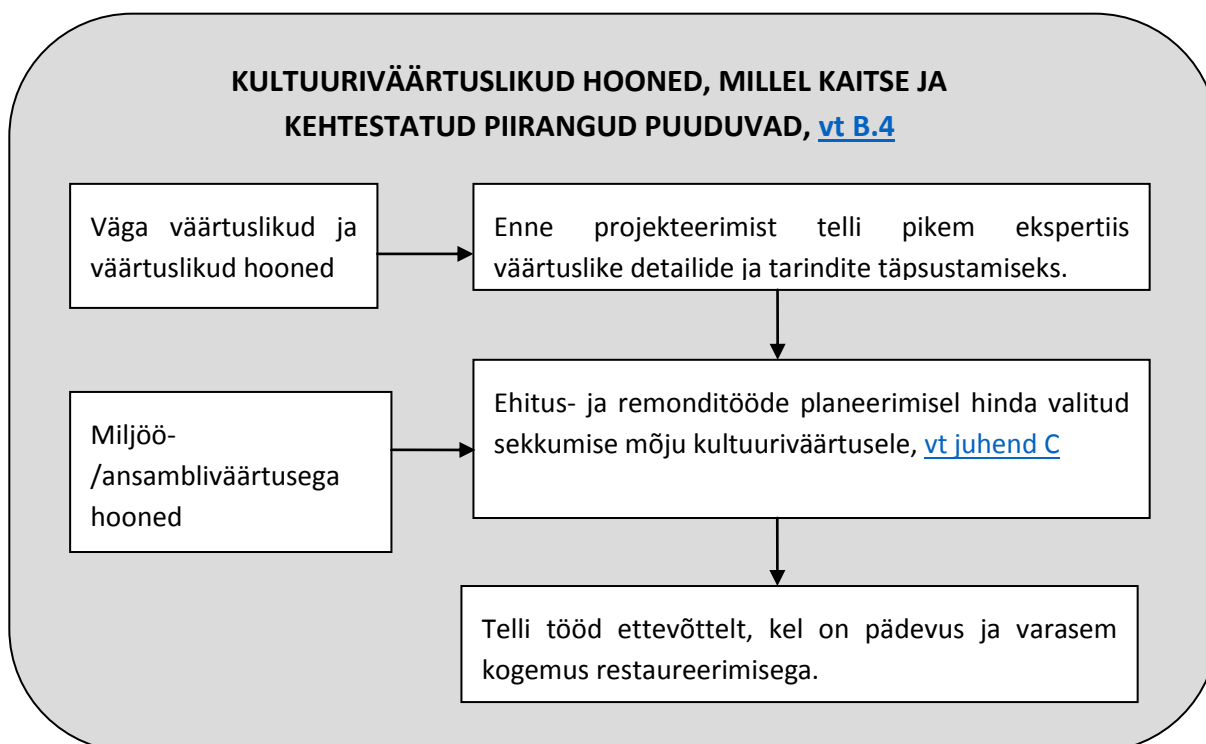 KULTUURIVÄÄRTUSLIKUD HOONED, MILLEL KAITSE JA
KEHTESTATUD PIIRANGUD PUUDUVAD, vt B.4
Väga väärtuslikud ja
väärtuslikud hooned
Enne projekteerimist telli pikem ekspertiis
väärtuslike detailide ja tarindite täpsustamiseks.
Miljöö-
/ansambliväärtusega
hooned
Ehitus- ja remonditööde planeerimisel hinda valitud
sekkumise mõju kultuuriväärtusele, vt juhend C
Telli tööd ettevõttelt, kel on pädevus ja varasem
kogemus restaureerimisega.